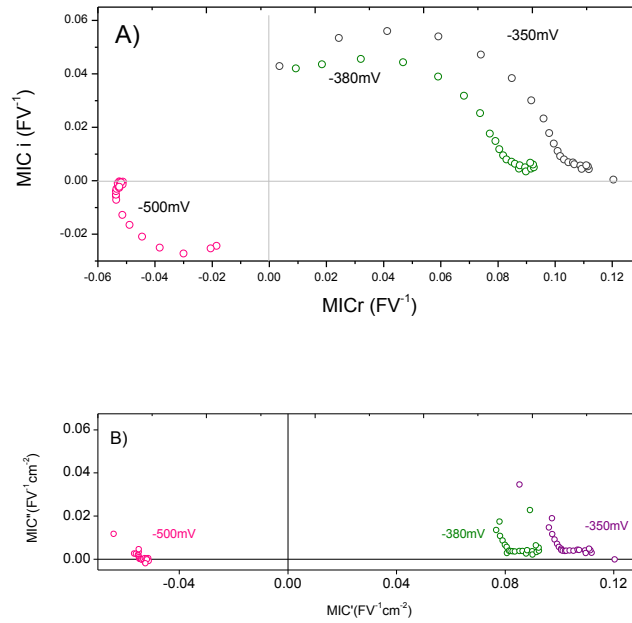 A)
-350mV
-380mV
-500mV
0.06
0.04
0.02
0.00
-0.02
MIC i (FV⁻¹)
-0.06 -0.04 -0.02 0.00 0.02 0.04 0.06 0.08 0.10 0.12
MICr (FV⁻¹)
B)
-500mV
-380mV
-350mV
0.06
0.04
0.02
0.00
MIC"(FV⁻¹cm⁻²)
-0.04 0.00 0.04 0.08 0.12
MIC'(FV⁻¹cm⁻²)